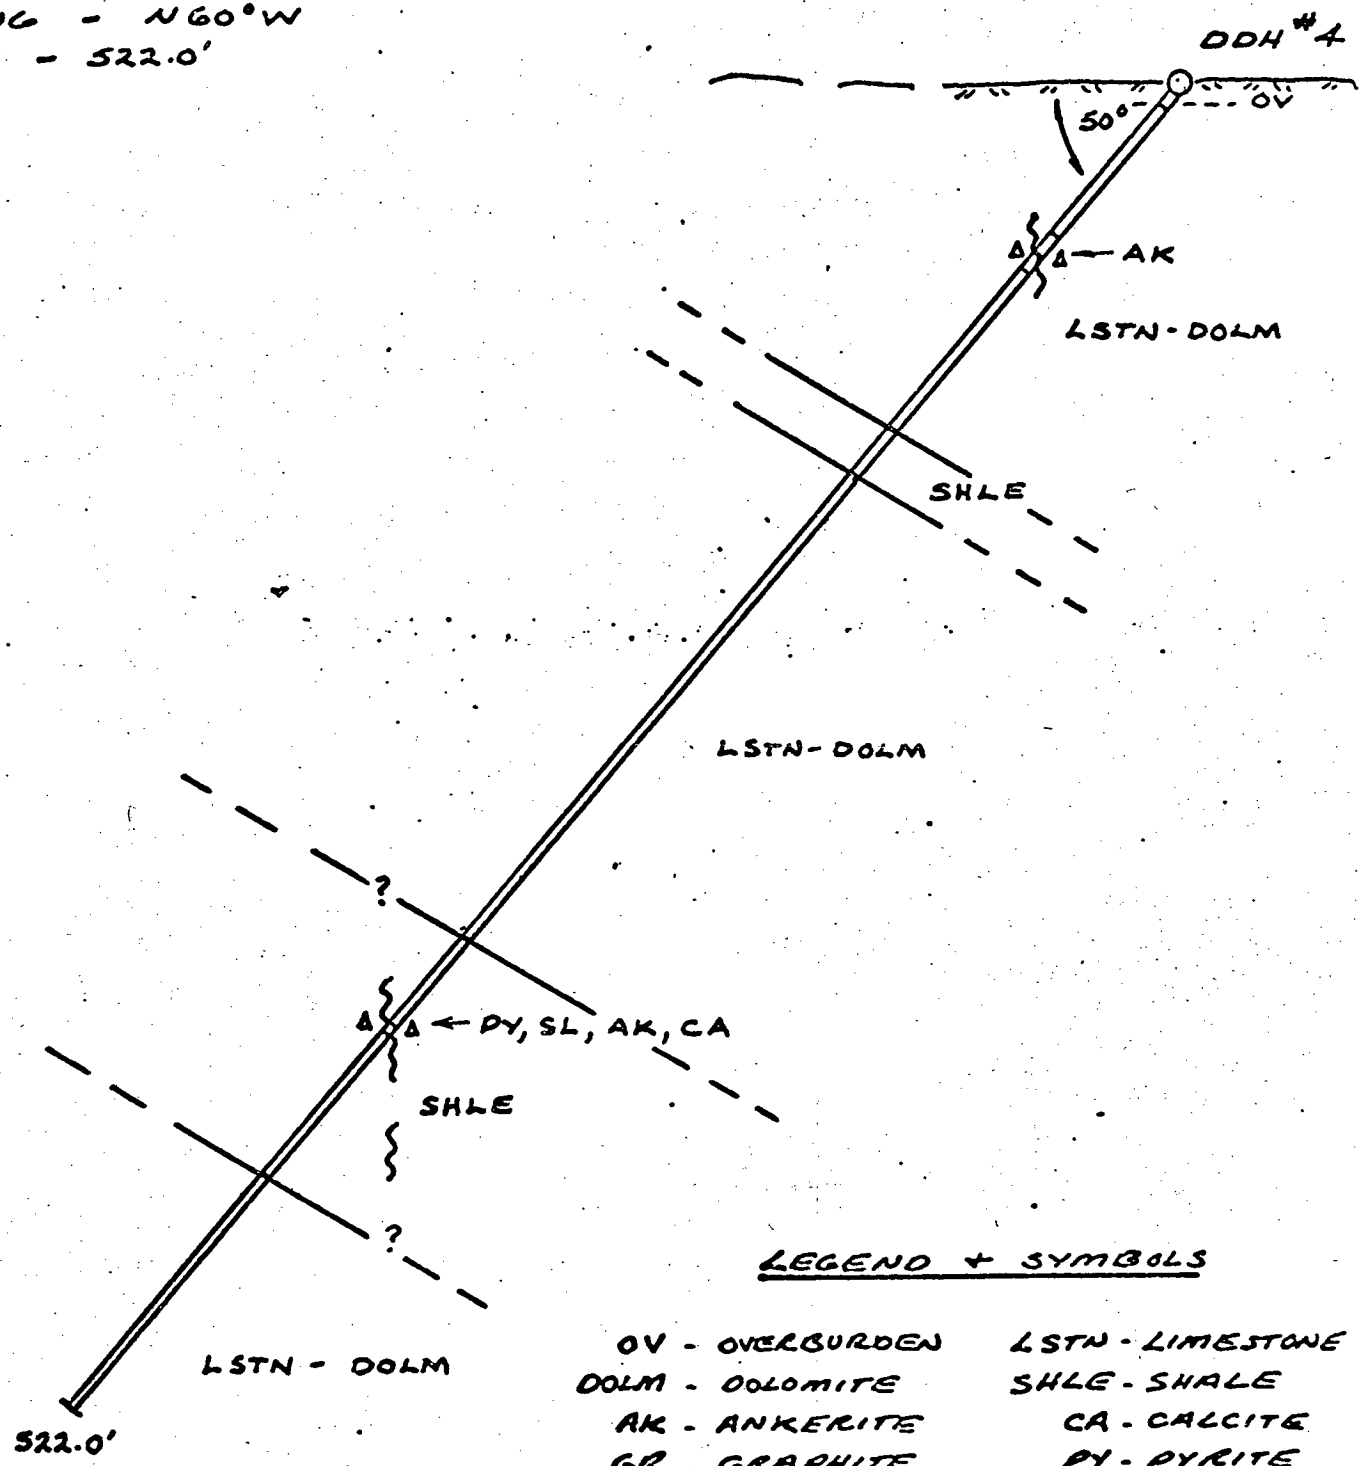 - N60°W
- 522.0'
DDH #4
OV
50°
AK
LSTN-DOLM
SHLE
LSTN-DOLM
?
PY, SL, AK, CA
SHLE
?
LSTN - DOLM
522.0'
LEGEND + SYMBOLS
OV - OVERBURDEN LSTN - LIMESTONE
DOLM - DOLOMITE SHLE - SHALE
AK - ANKERITE CA - CALCITE
GP - GRAPHITE PY - PYRITE